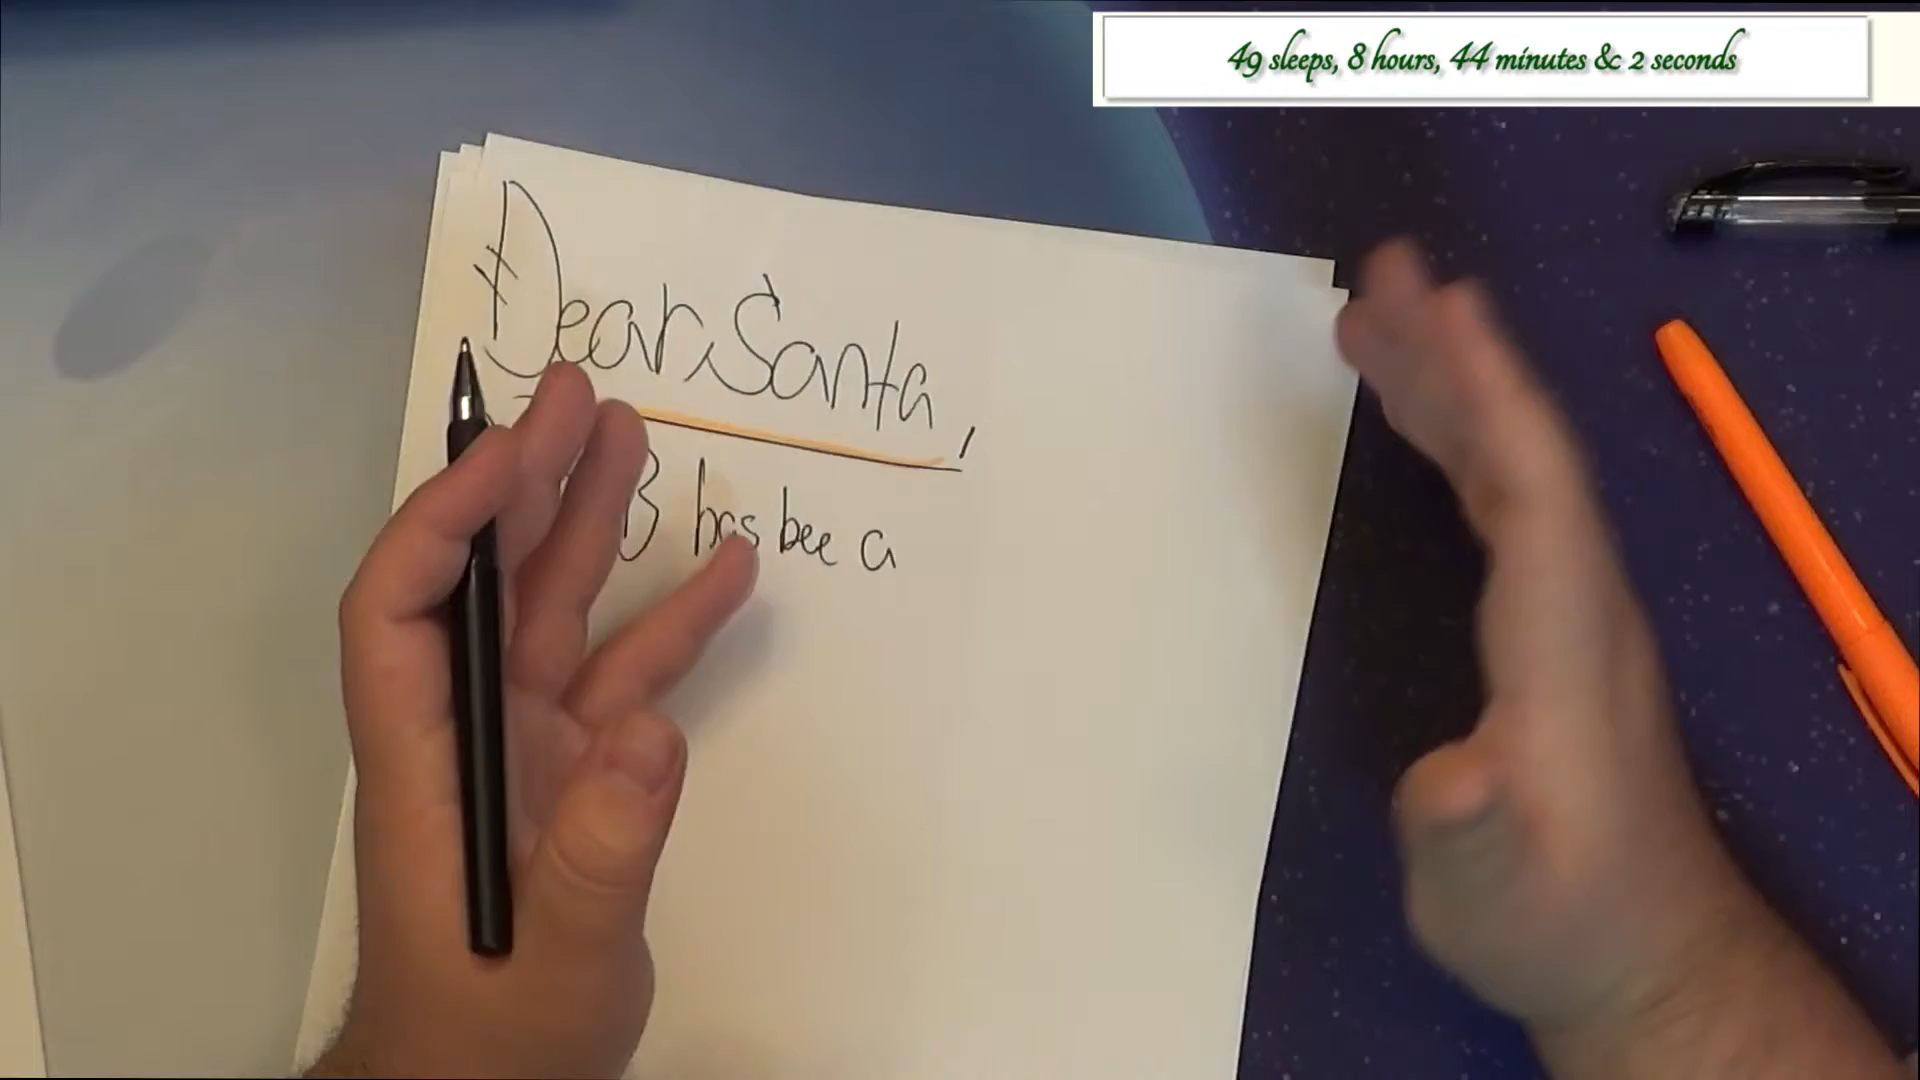 49 sleeps, 8 hours, 44 minutes & 2 seconds
Dear Santa,
has bee a